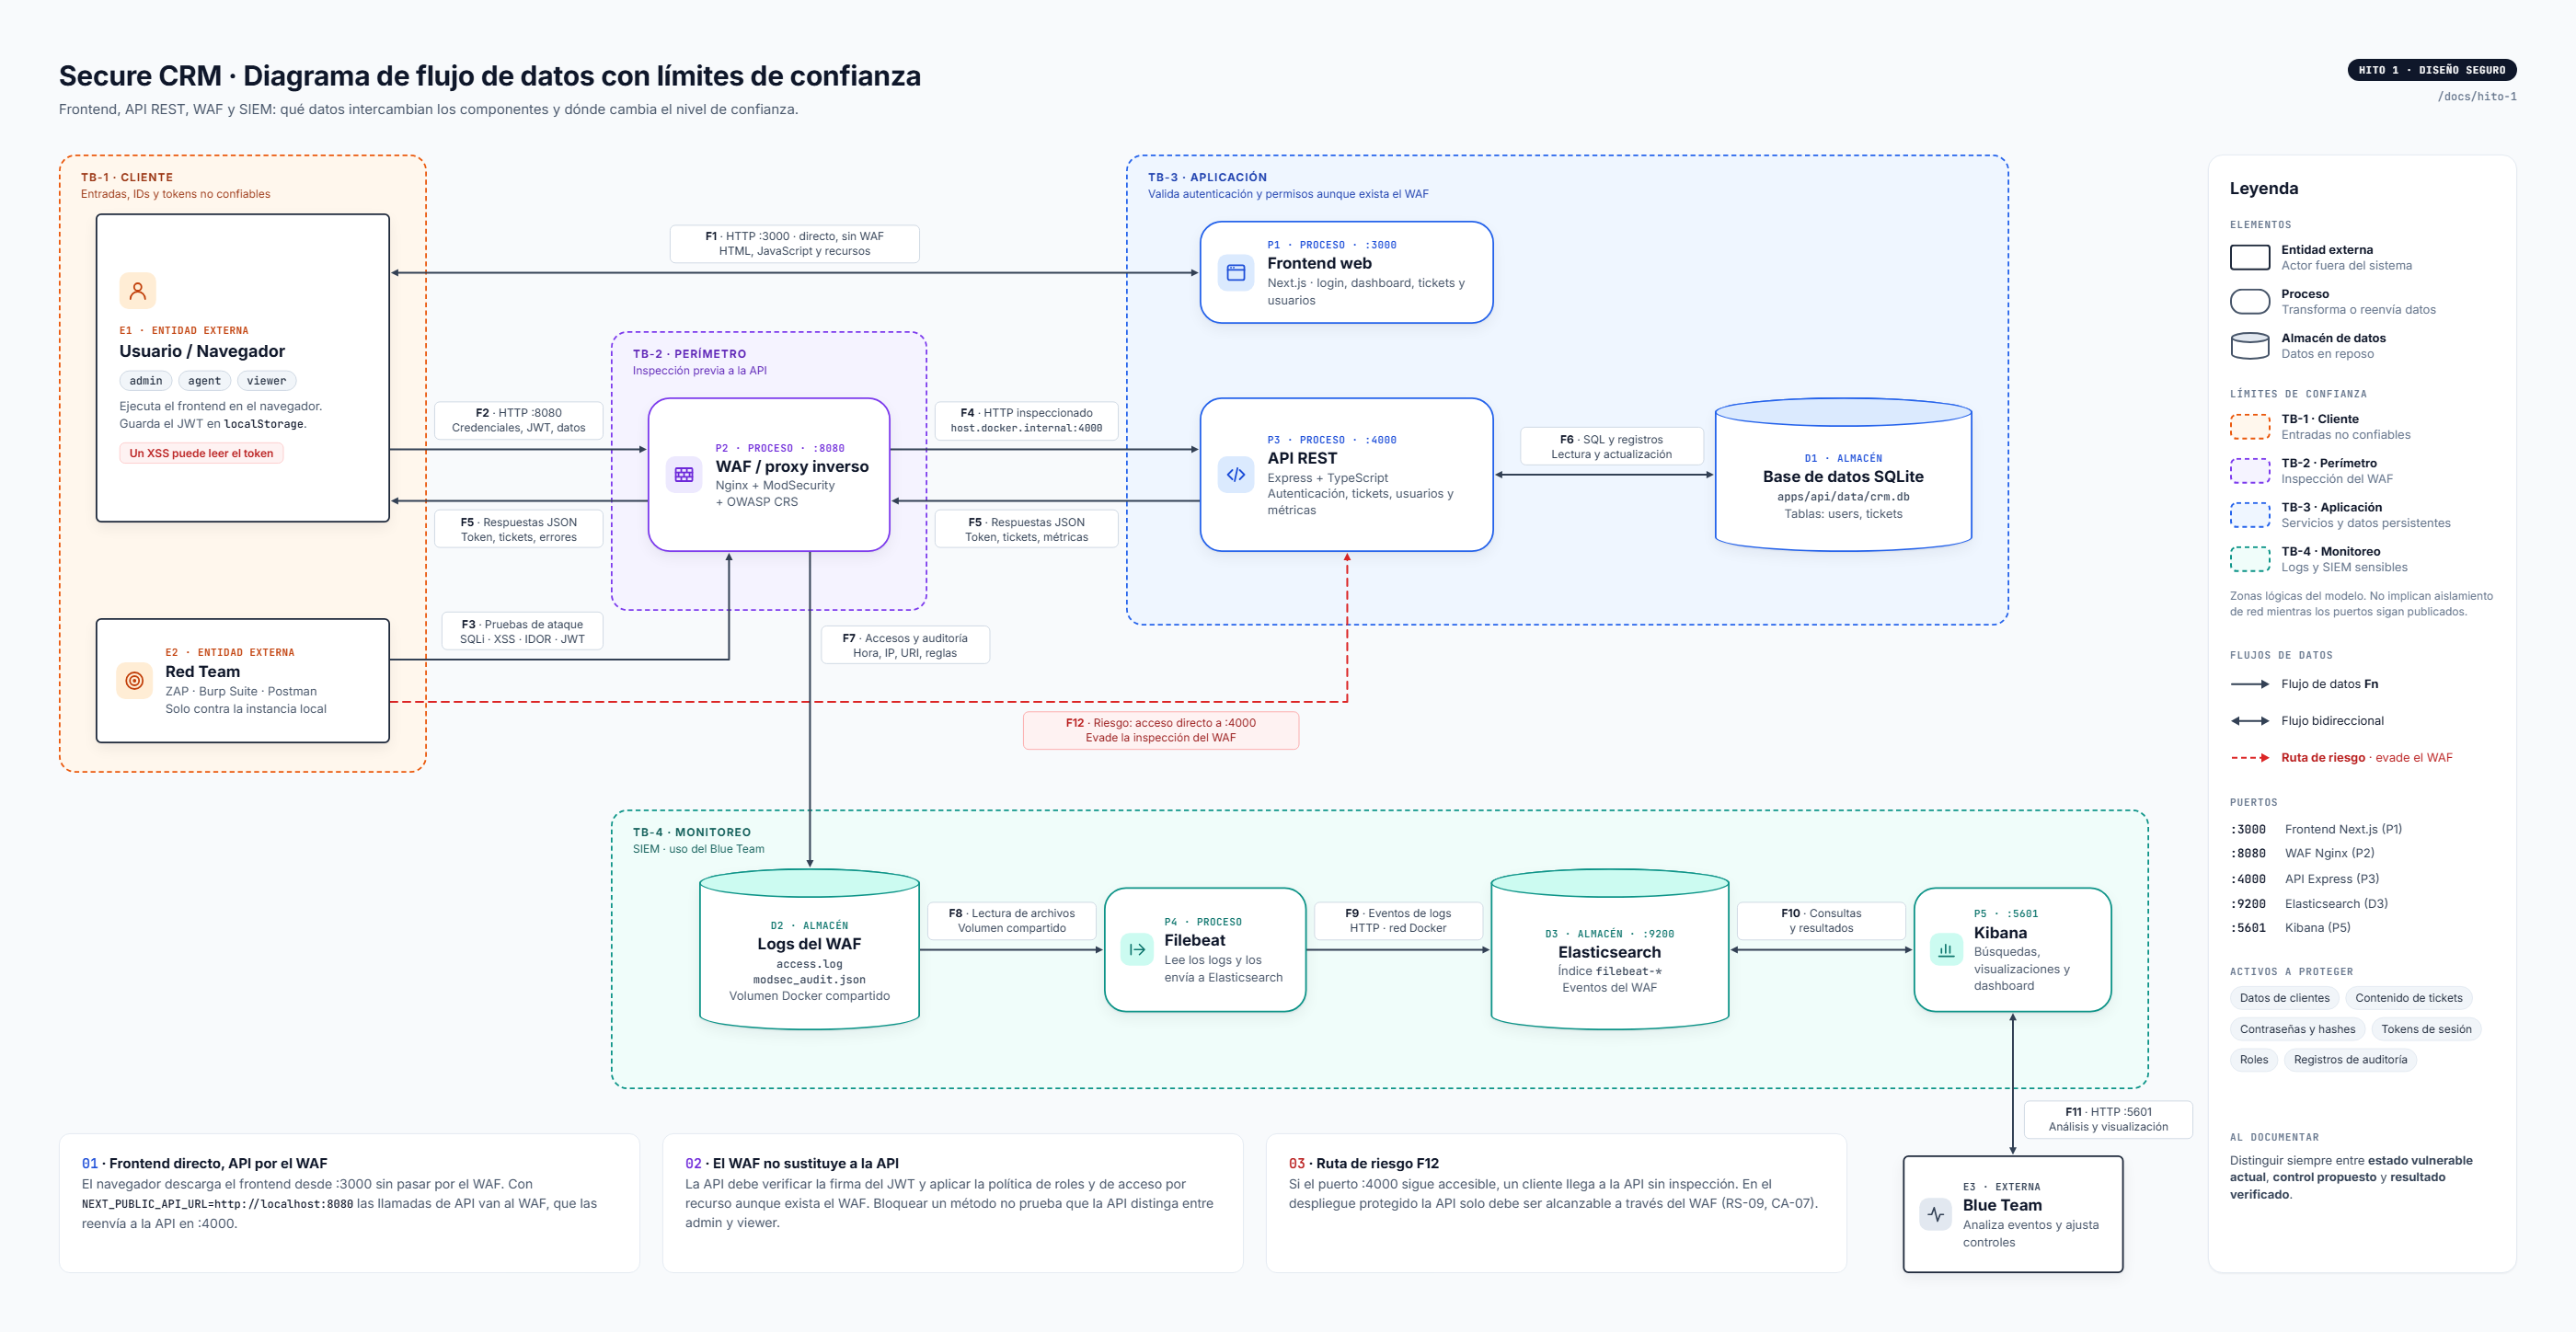 Secure CRM · Diagrama de flujo de datos con límites de confianza
Frontend, API REST, WAF y SIEM: qué datos intercambian los componentes y dónde cambia el nivel de confianza.
HITO 1 · DISEÑO SEGURO
/docs/hito-1
TB-1 · CLIENTE
Entradas, IDs y tokens no confiables
E1 · ENTIDAD EXTERNA
Usuario / Navegador
admin agent viewer
Ejecuta el frontend en el navegador.
Guarda el JWT en localStorage.
Un XSS puede leer el token
E2 · ENTIDAD EXTERNA
Red Team
ZAP · Burp Suite · Postman
Solo contra la instancia local
F1 · HTTP :3000 · directo, sin WAF
HTML, JavaScript y recursos
F2 · HTTP :8080
Credenciales, JWT, datos
F5 · Respuestas JSON
Token, tickets, errores
F3 · Pruebas de ataque
SQLi · XSS · IDOR · JWT
TB-2 · PERÍMETRO
Inspección previa a la API
P2 · PROCESO · :8080
WAF / proxy inverso
Nginx + ModSecurity
+ OWASP CRS
F4 · HTTP inspeccionado
host.docker.internal:4000
F5 · Respuestas JSON
Token, tickets, métricas
F7 · Accesos y auditoría
Hora, IP, URI, reglas
F12 · Riesgo: acceso directo a :4000
Evade la inspección del WAF
TB-3 · APLICACIÓN
Valida autenticación y permisos aunque exista el WAF
P1 · PROCESO · :3000
Frontend web
Next.js · login, dashboard, tickets y
usuarios
P3 · PROCESO · :4000
API REST
Express + TypeScript
Autenticación, tickets, usuarios y
métricas
F6 · SQL y registros
Lectura y actualización
D1 · ALMACÉN
Base de datos SQLite
apps/api/data/crm.db
Tablas: users, tickets
TB-4 · MONITOREO
SIEM · uso del Blue Team
D2 · ALMACÉN
Logs del WAF
access.log
modsec_audit.json
Volumen Docker compartido
F8 · Lectura de archivos
Volumen compartido
P4 · PROCESO
Filebeat
Lee los logs y los
envía a Elasticsearch
F9 · Eventos de logs
HTTP · red Docker
D3 · ALMACÉN · :9200
Elasticsearch
Índice filebeat-*
Eventos del WAF
F10 · Consultas
y resultados
P5 · :5601
Kibana
Búsquedas,
visualizaciones y
dashboard
F11 · HTTP :5601
Análisis y visualización
E3 · EXTERNA
Blue Team
Analiza eventos y ajusta
controles
01 · Frontend directo, API por el WAF
El navegador descarga el frontend desde :3000 sin pasar por el WAF. Con
NEXT_PUBLIC_API_URL=http://localhost:8080 las llamadas de API van al WAF, que las
reenvía a la API en :4000.
02 · El WAF no sustituye a la API
La API debe verificar la firma del JWT y aplicar la política de roles y de acceso por
recurso aunque exista el WAF. Bloquear un método no prueba que la API distinga entre
admin y viewer.
03 · Ruta de riesgo F12
Si el puerto :4000 sigue accesible, un cliente llega a la API sin inspección. En el
despliegue protegido la API solo debe ser alcanzable a través del WAF (RS-09, CA-07).
Leyenda
ELEMENTOS
Entidad externa
Actor fuera del sistema
Proceso
Transforma o reenvía datos
Almacén de datos
Datos en reposo
LÍMITES DE CONFIANZA
TB-1 · Cliente
Entradas no confiables
TB-2 · Perímetro
Inspección del WAF
TB-3 · Aplicación
Servicios y datos persistentes
TB-4 · Monitoreo
Logs y SIEM sensibles
Zonas lógicas del modelo. No implican aislamiento
de red mientras los puertos sigan publicados.
FLUJOS DE DATOS
Flujo de datos Fn
Flujo bidireccional
Ruta de riesgo · evade el WAF
PUERTOS
:3000 Frontend Next.js (P1)
:8080 WAF Nginx (P2)
:4000 API Express (P3)
:9200 Elasticsearch (D3)
:5601 Kibana (P5)
ACTIVOS A PROTEGER
Datos de clientes Contenido de tickets
Contraseñas y hashes Tokens de sesión
Roles Registros de auditoría
AL DOCUMENTAR
Distinguir siempre entre estado vulnerable
actual, control propuesto y resultado
verificado.